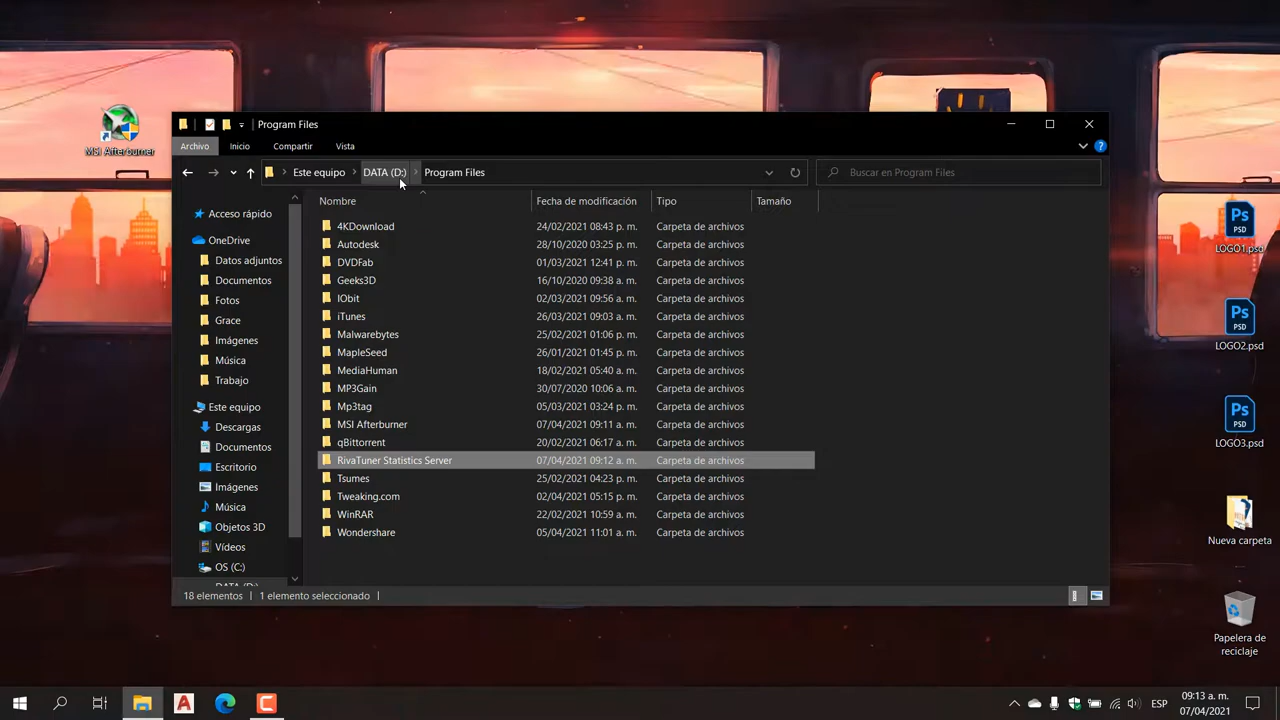 MSI Afterburner
Program Files
Archivo
Inicio
Compartir
Vista
Este equipo
DATA (D:)
Program Files
Buscar en Program Files
Acceso rápido
OneDrive
Datos adjuntos
Documentos
Fotos
Grace
Imágenes
Música
Trabajo
Este equipo
Descargas
Documentos
Escritorio
Imágenes
Música
Objetos 3D
Vídeos
OS (C:)
DATA (D:)
Nombre Fecha de modificación Tipo Tamaño
4KDownload 24/02/2021 08:43 p. m. Carpeta de archivos
Autodesk 28/10/2020 03:25 p. m. Carpeta de archivos
DVDFab 01/03/2021 12:41 p. m. Carpeta de archivos
Geeks3D 16/10/2020 09:38 a. m. Carpeta de archivos
IObit 02/03/2021 09:56 a. m. Carpeta de archivos
iTunes 26/03/2021 09:03 a. m. Carpeta de archivos
Malwarebytes 25/02/2021 01:06 p. m. Carpeta de archivos
MapleSeed 26/01/2021 01:45 p. m. Carpeta de archivos
MediaHuman 18/02/2021 05:40 p. m. Carpeta de archivos
MP3Gain 30/07/2020 10:06 a. m. Carpeta de archivos
Mp3tag 05/03/2021 03:24 p. m. Carpeta de archivos
MSI Afterburner 07/04/2021 09:11 a. m. Carpeta de archivos
qBittorrent 20/02/2021 06:17 p. m. Carpeta de archivos
RivaTuner Statistics Server 07/04/2021 09:12 a. m. Carpeta de archivos
Tsumes 25/02/2021 04:23 p. m. Carpeta de archivos
Tweaking.com 02/04/2021 05:15 p. m. Carpeta de archivos
WinRAR 22/02/2021 10:59 a. m. Carpeta de archivos
Wondershare 05/04/2021 11:01 a. m. Carpeta de archivos
18 elementos
1 elemento seleccionado
Ps
PSD
LOGO1.psd
Ps
PSD
LOGO2.psd
Ps
PSD
LOGO3.psd
Nueva carpeta
Papelera de
reciclaje
A
C
ESP
09:13 a. m.
07/04/2021